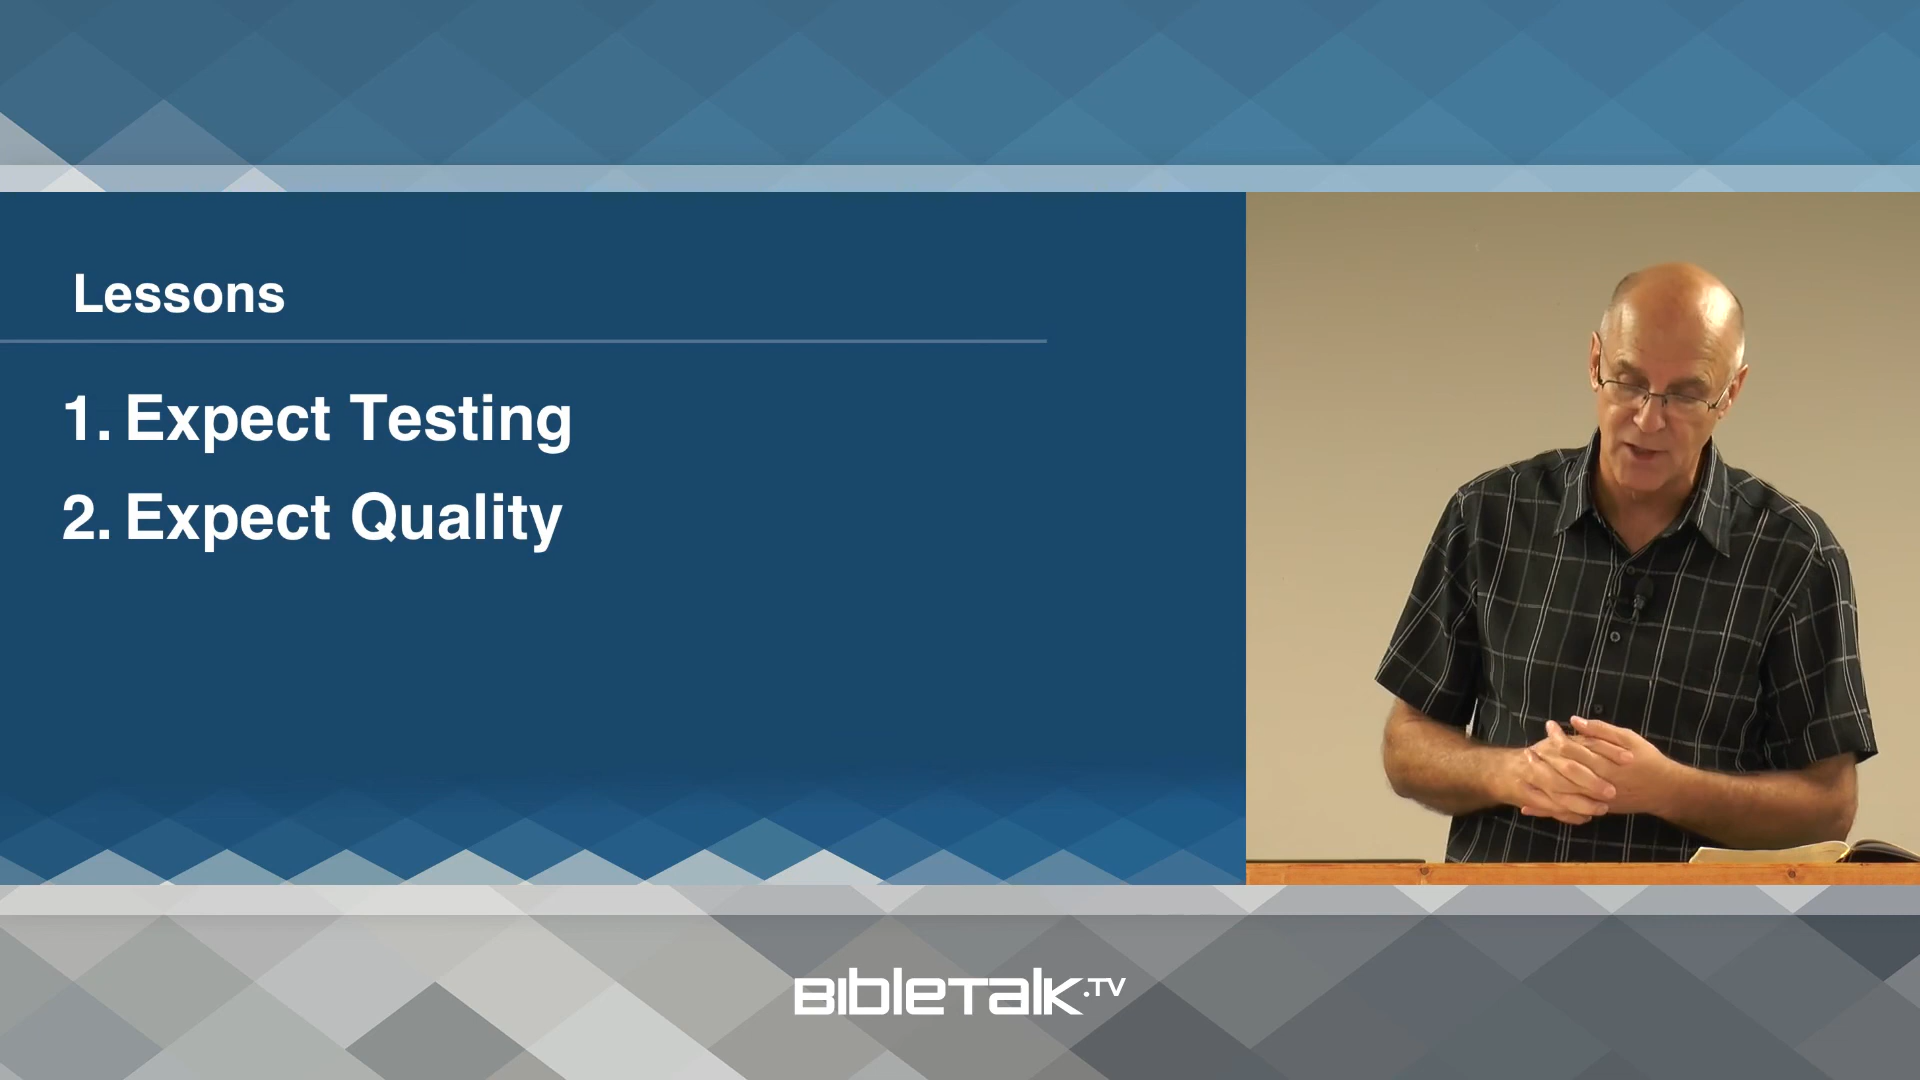 Lessons
1. Expect Testing
2. Expect Quality
BIBLETALK.TV